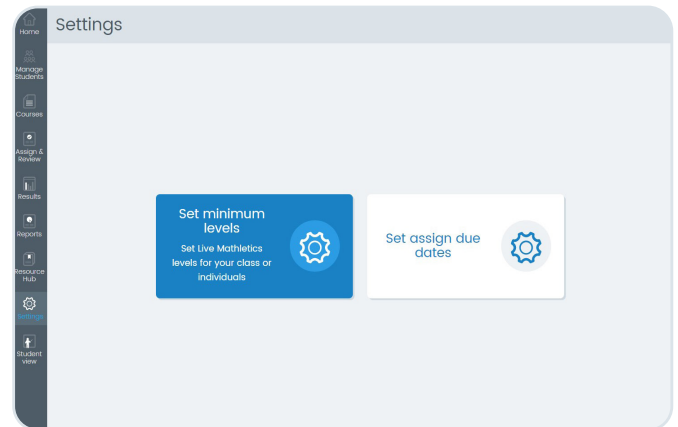 Settings
Home
Manage
Students
Courses
Assign &
Review
Results
Reports
Resource
Hub
Settings
Student
view
Set minimum
levels
Set Live Mathletics
levels for your class or
individuals
Set assign due
dates